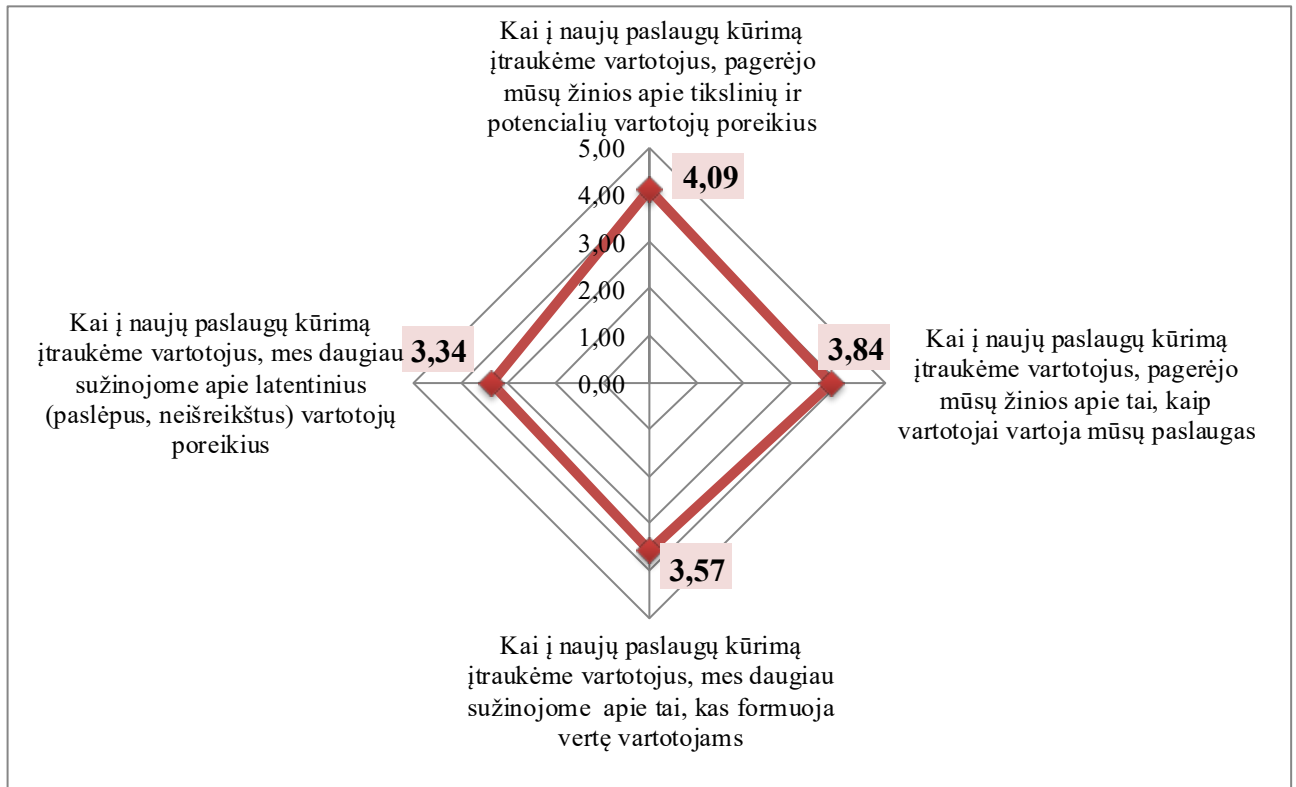 Kai į naujų paslaugų kūrimą
įtraukėme vartotojus, pagerėjo
mūsų žinios apie tikslinių ir
potencialių vartotojų poreikius
5,00
4,09
4,00
3,00
2,00
1,00
0,00
Kai į naujų paslaugų kūrimą
įtraukėme vartotojus, mes daugiau
sužinojome apie latentinius
(paslėpus, neišreikštus) vartotojų
poreikius
3,34
3,84
Kai į naujų paslaugų kūrimą
įtraukėme vartotojus, pagerėjo
mūsų žinios apie tai, kaip
vartotojai vartoja mūsų paslaugas
3,57
Kai į naujų paslaugų kūrimą
įtraukėme vartotojus, mes daugiau
sužinojome apie tai, kas formuoja
vertę vartotojams